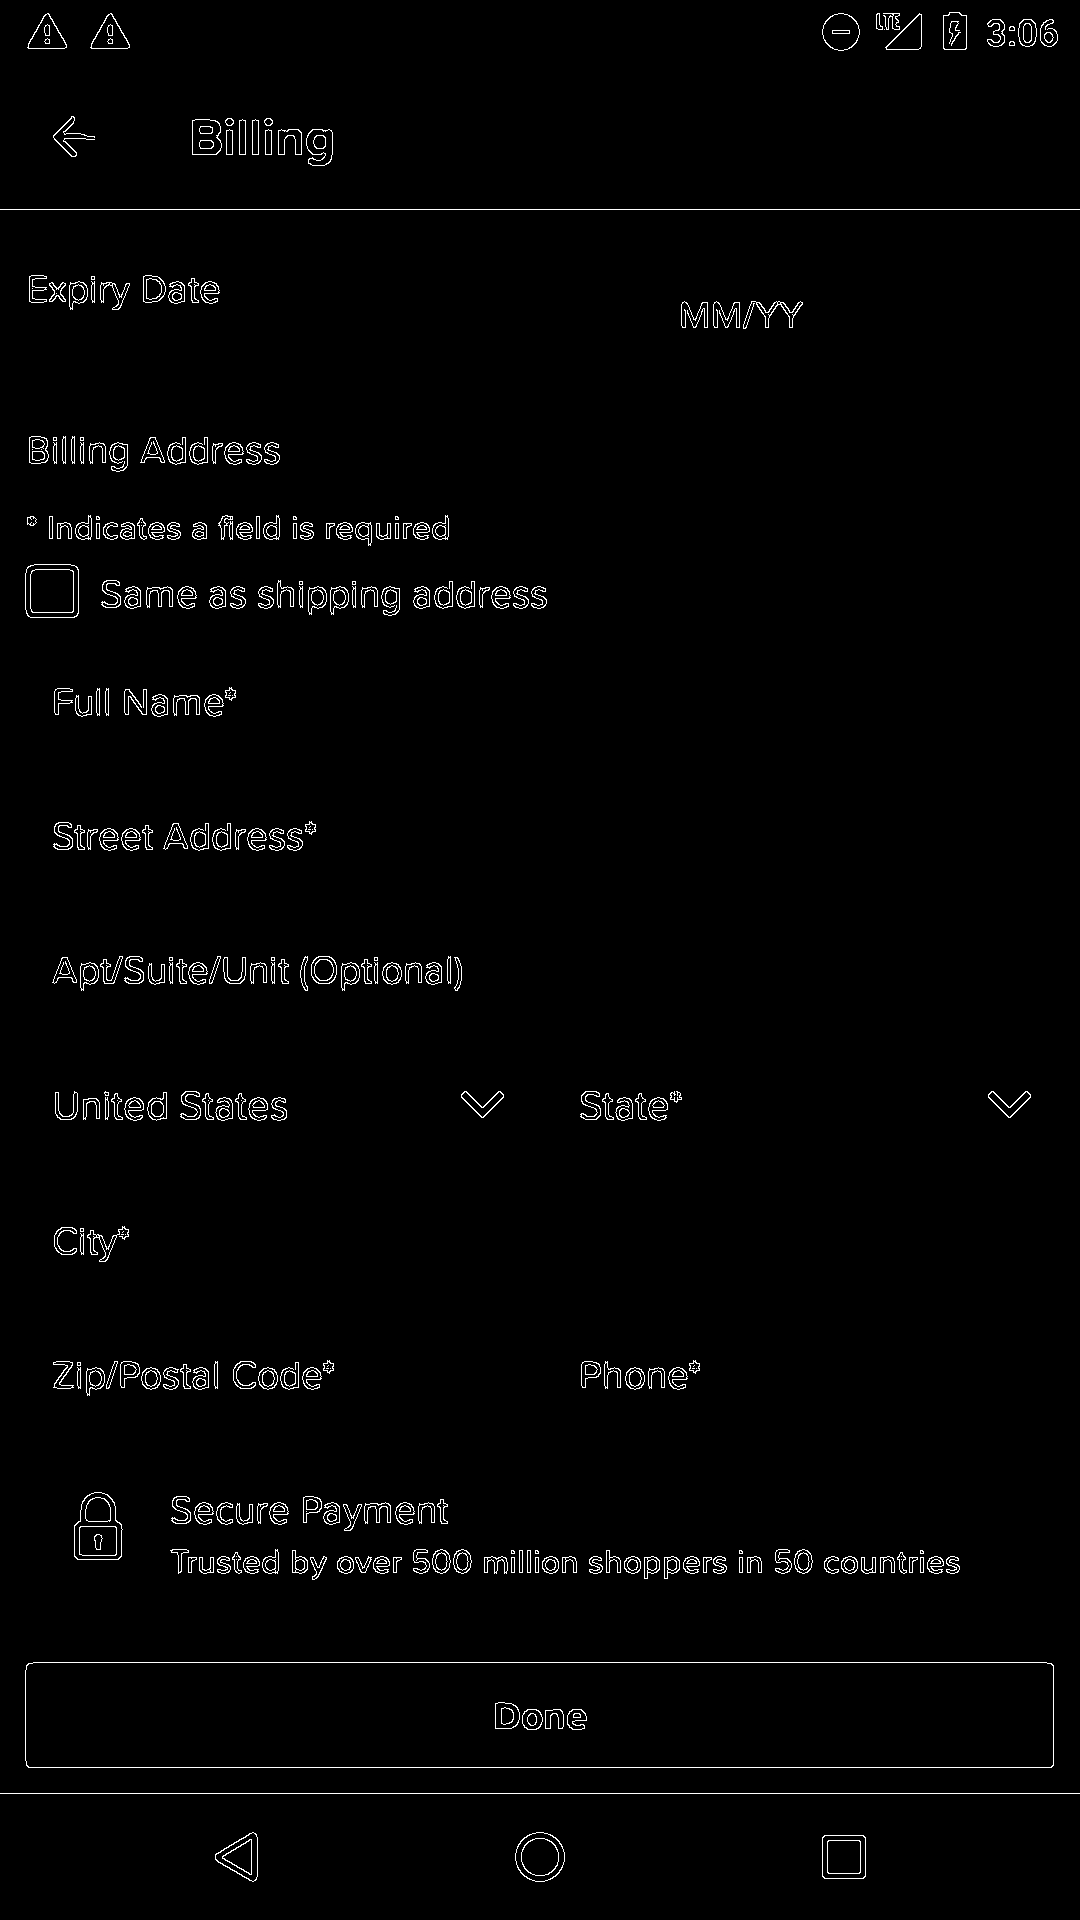 LTE 3:06
Billing
Expiry Date
MM/YY
Billing Address
* Indicates a field is required
Same as shipping address
Full Name*
Street Address*
Apt/Suite/Unit (Optional)
United States State*
City*
Zip/Postal Code* Phone*
Secure Payment
Trusted by over 500 million shoppers in 50 countries
Done